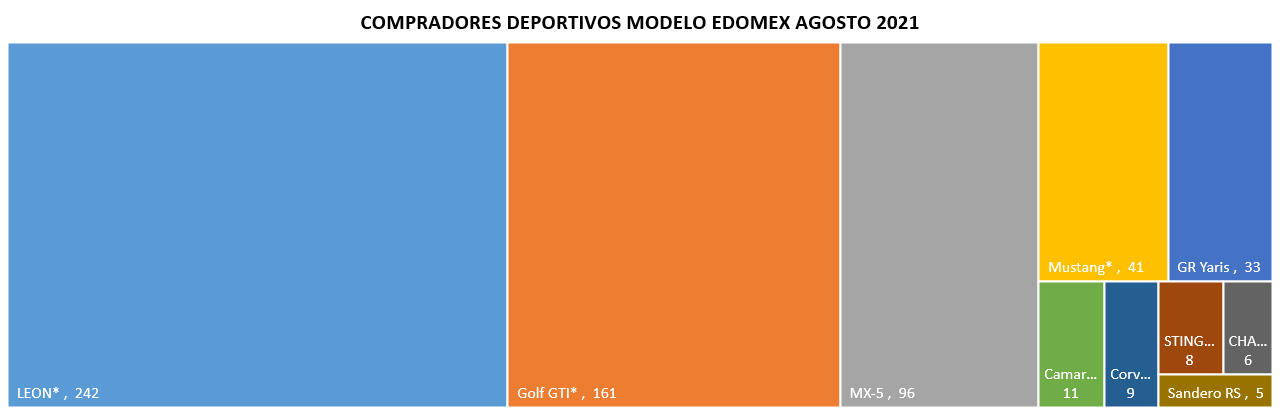 COMPRADORES DEPORTIVOS MODELO EDOMEX AGOSTO 2021
LEON* ,  242
Golf GTI* ,  161
MX-5 ,  96
Mustang* ,  41
GR Yaris ,  33
Camar...
11
Corv...
9
STING...
8
CHA...
6
Sandero RS ,  5